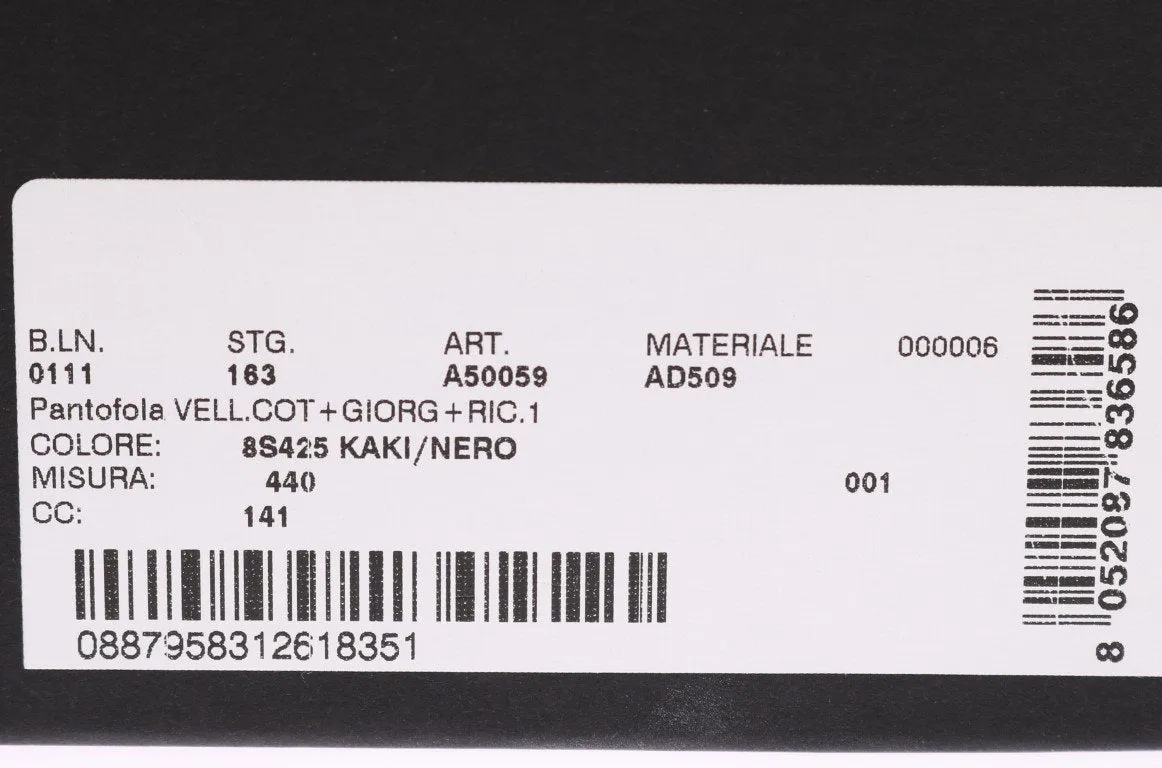 B.LN. STG. ART. MATERIALE 000006
0111 163 A50059 AD509
Pantofola VELL.COT+GIORG+RIC.1
COLORE: 8S425 KAKI/NERO
MISURA: 440 001
CC: 141
0887958312618351
8 052087 836586